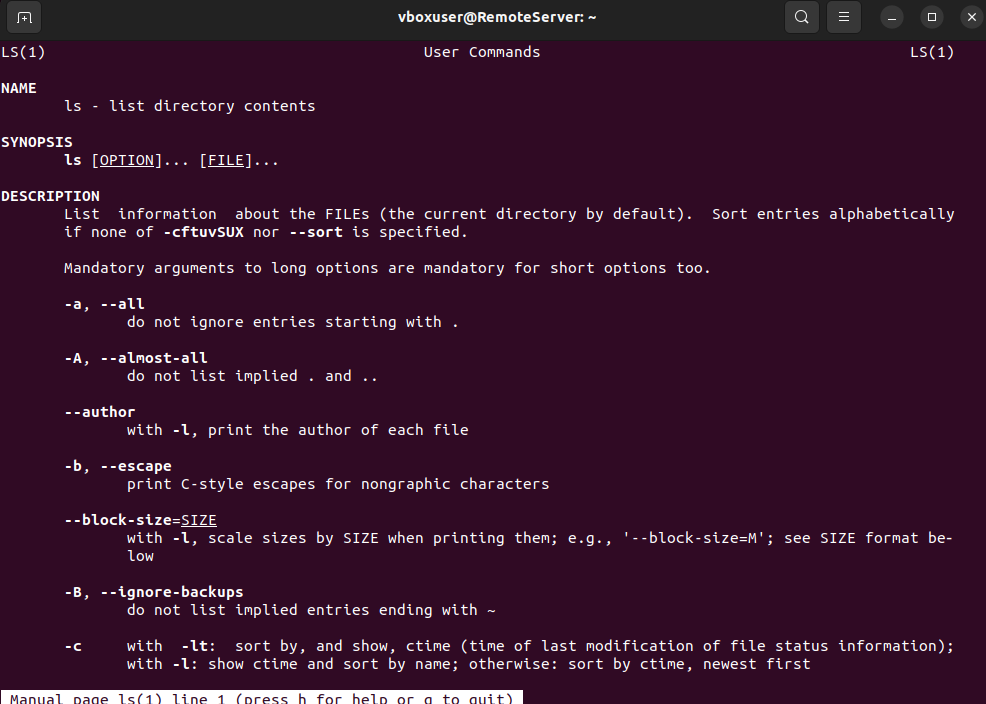 vboxuser@RemoteServer: ~
LS(1) User Commands LS(1)
NAME
ls - list directory contents
SYNOPSIS
ls [OPTION]... [FILE]...
DESCRIPTION
List information about the FILEs (the current directory by default). Sort entries alphabetically
if none of -cftuvSUX nor --sort is specified.
Mandatory arguments to long options are mandatory for short options too.
-a, --all
do not ignore entries starting with .
-A, --almost-all
do not list implied . and ..
--author
with -l, print the author of each file
-b, --escape
print C-style escapes for nongraphic characters
--block-size=SIZE
with -l, scale sizes by SIZE when printing them; e.g., '--block-size=M'; see SIZE format be-
low
-B, --ignore-backups
do not list implied entries ending with ~
-c with -lt: sort by, and show, ctime (time of last modification of file status information);
with -l: show ctime and sort by name; otherwise: sort by ctime, newest first
Manual page ls(1) line 1 (press h for help or q to quit)